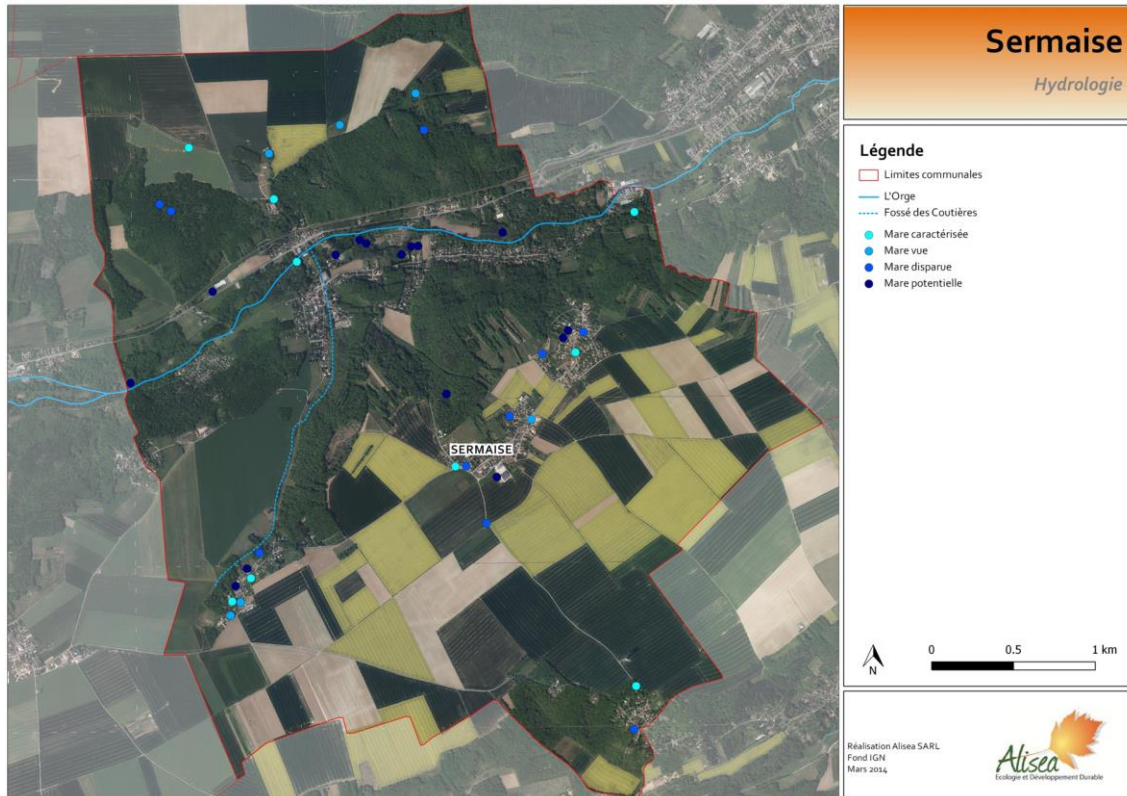 Sermaise
Hydrologie
Légende
Limites communales
L'Orge
Fossé des Coutières
Mare caractérisée
Mare vue
Mare disparue
Mare potentielle
SERMAISE
N
0 0.5 1 km
Réalisation Alisea SARL
Fond IGN
Mars 2014
Alisea
Ecologie et Développement Durable